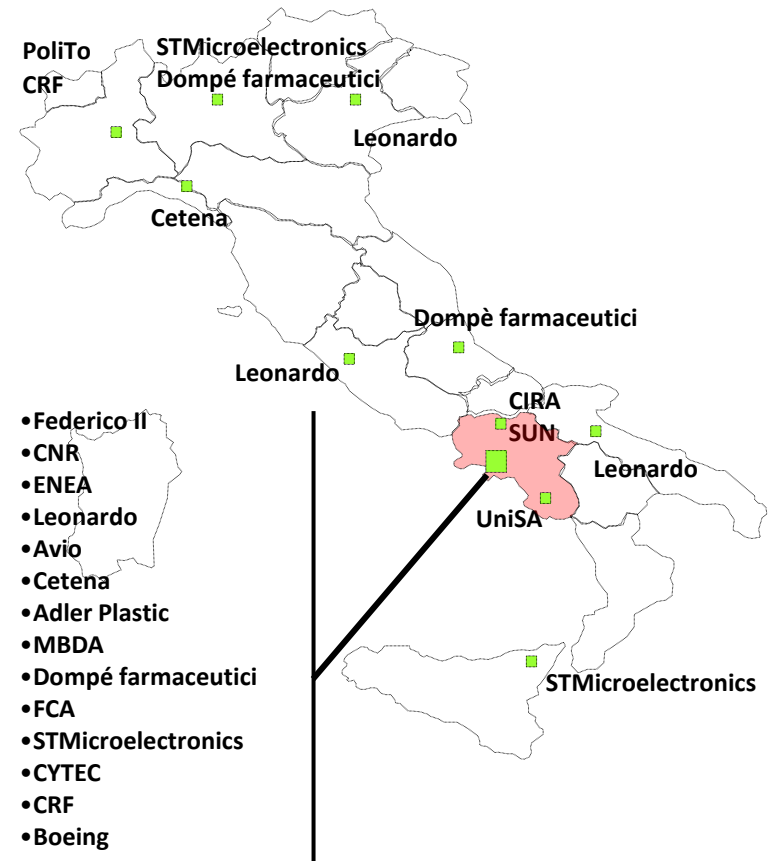 PoliTo
CRF
STMicroelectronics
Dompé farmaceutici
Leonardo
Cetena
Dompè farmaceutici
Leonardo
CIRA
SUN
Leonardo
UniSA
STMicroelectronics
•Federico II
•CNR
•ENEA
•Leonardo
•Avio
•Cetena
•Adler Plastic
•MBDA
•Dompé farmaceutici
•FCA
•STMicroelectronics
•CYTEC
•CRF
•Boeing